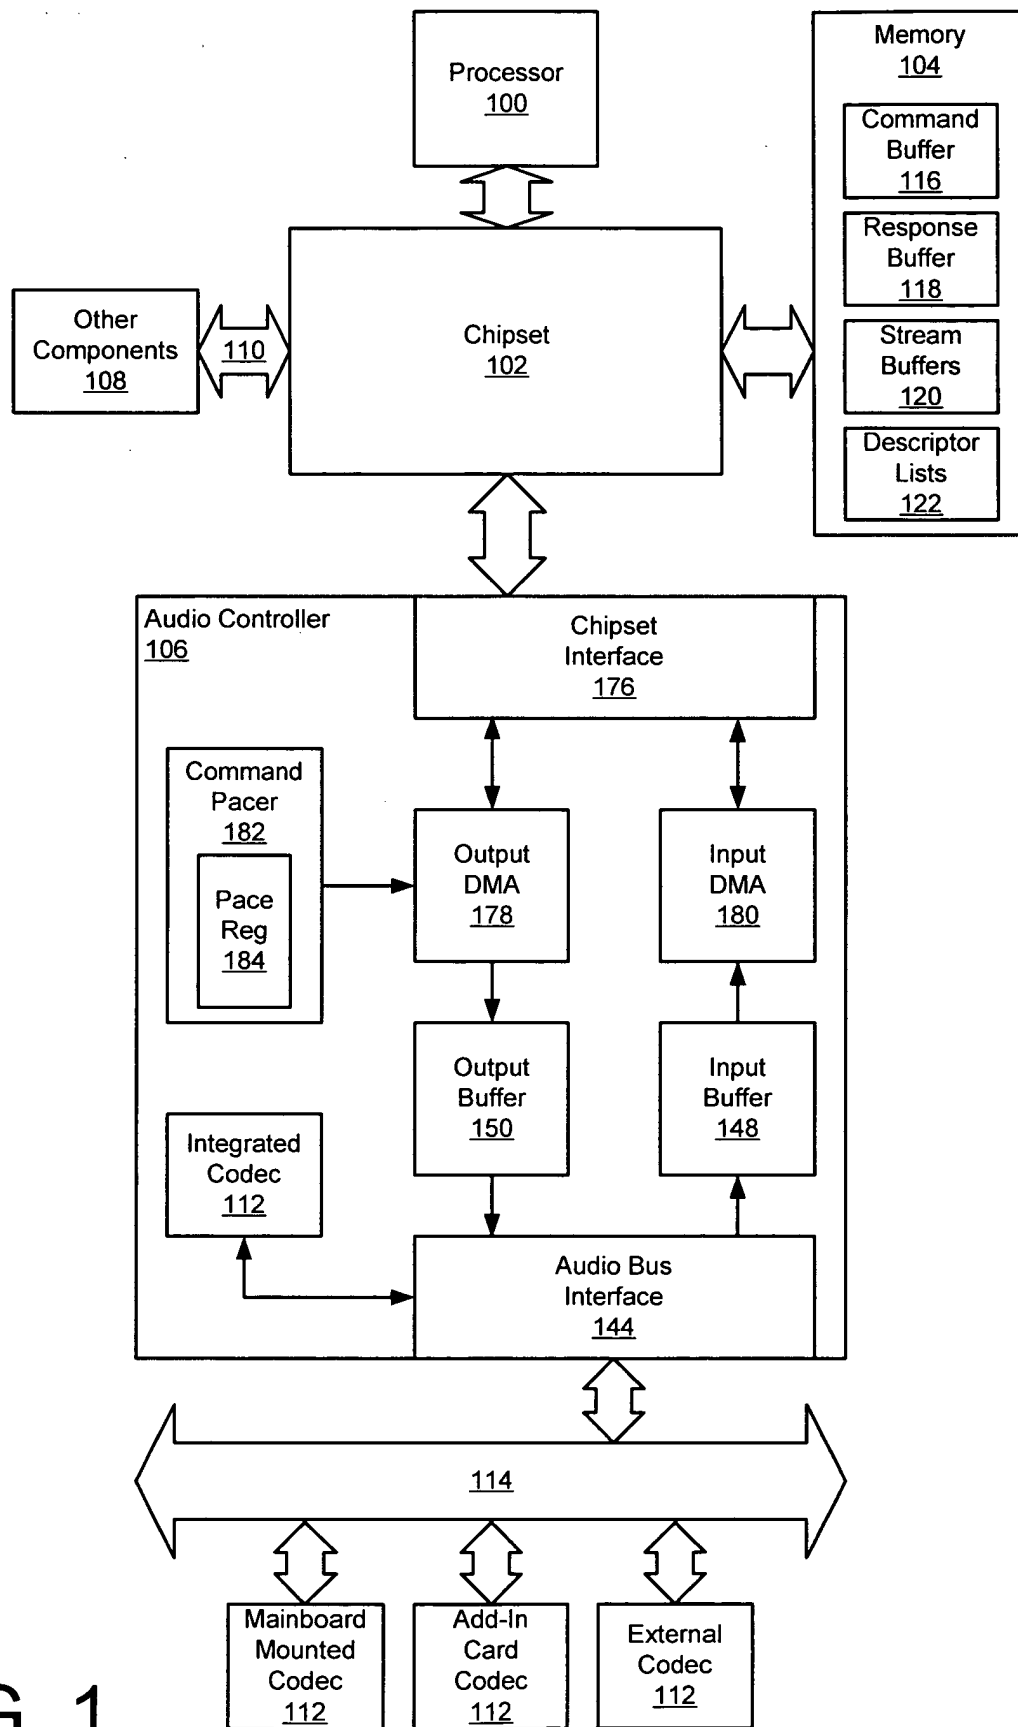 Processor
100
Memory
104
Command
Buffer
116
Response
Buffer
118
Stream
Buffers
120
Descriptor
Lists
122
Other
Components
108
110
Chipset
102
Audio Controller
106
Chipset
Interface
176
Command
Pacer
182
Pace
Reg
184
Output
DMA
178
Input
DMA
180
Output
Buffer
150
Input
Buffer
148
Integrated
Codec
112
Audio Bus
Interface
144
114
Mainboard
Mounted
Codec
112
Add-In
Card
Codec
112
External
Codec
112
G. 1